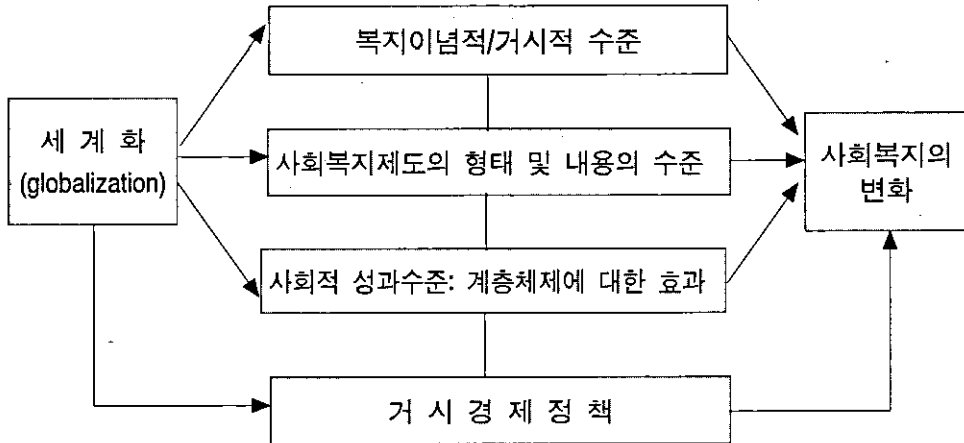 복지이념적/거시적 수준
세 계 화
(globalization)
사회복지제도의 형태 및 내용의 수준
사회복지의
변화
사회적 성과수준: 계층체제에 대한 효과
거 시 경 제 정 책